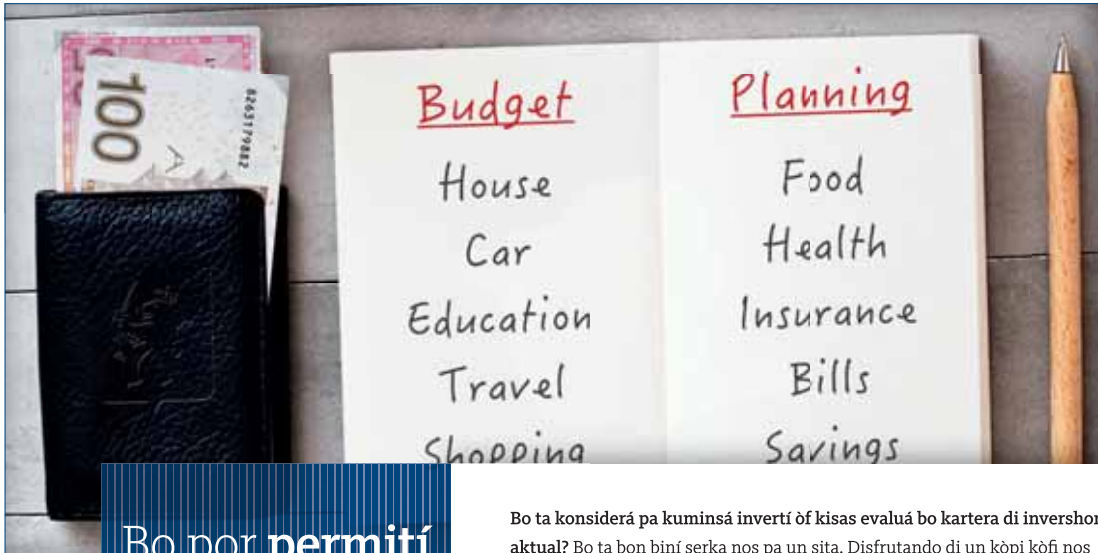 100
8263179882
Budget
House
Car
Education
Travel
Shopping
Planning
Food
Health
Insurance
Bills
Savings
Bo por permití
Bo ta konsiderá pa kuminsá invertí òf kisas evaluá bo kartera di invershon
aktual? Bo ta bon biní serka nos pa un sita. Disfrutando di un kòpi kòfi nos